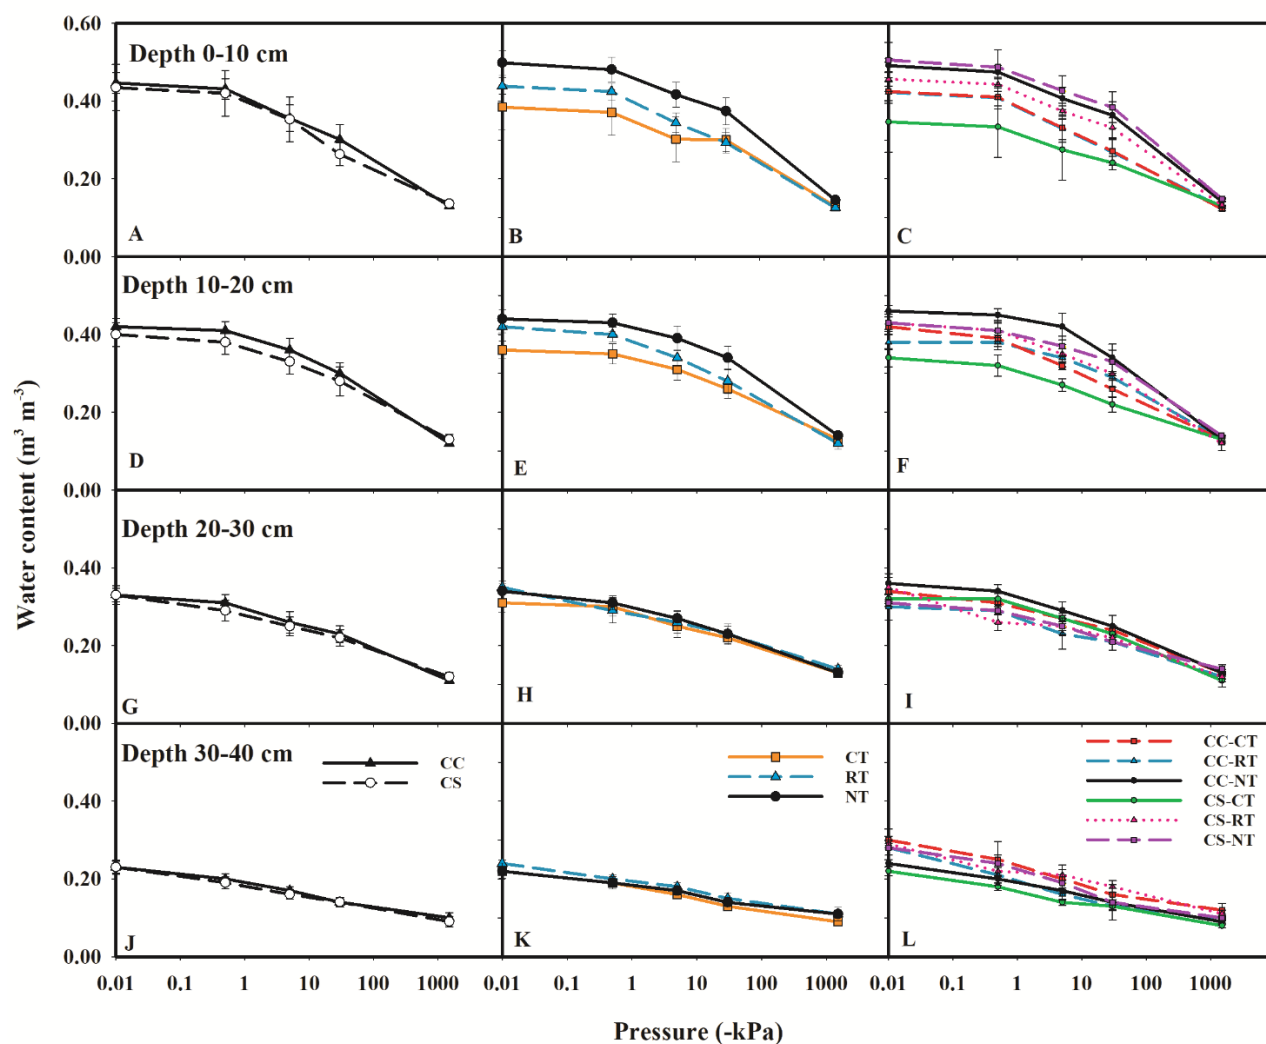 0.60
Depth 0-10 cm
0.40
0.20
A
B
C
0.00
Depth 10-20 cm
0.40
0.20
D
E
F
0.00
Depth 20-30 cm
0.40
0.20
G
H
I
0.00
Depth 30-40 cm
CC
CS
CT
RT
NT
CC-CT
CC-RT
CC-NT
CS-CT
CS-RT
CS-NT
0.40
0.20
J
K
L
0.00
0.01 0.1 1 10 100 1000
0.01 0.1 1 10 100 1000
0.01 0.1 1 10 100 1000
Water content (m³ m⁻³)
Pressure (-kPa)